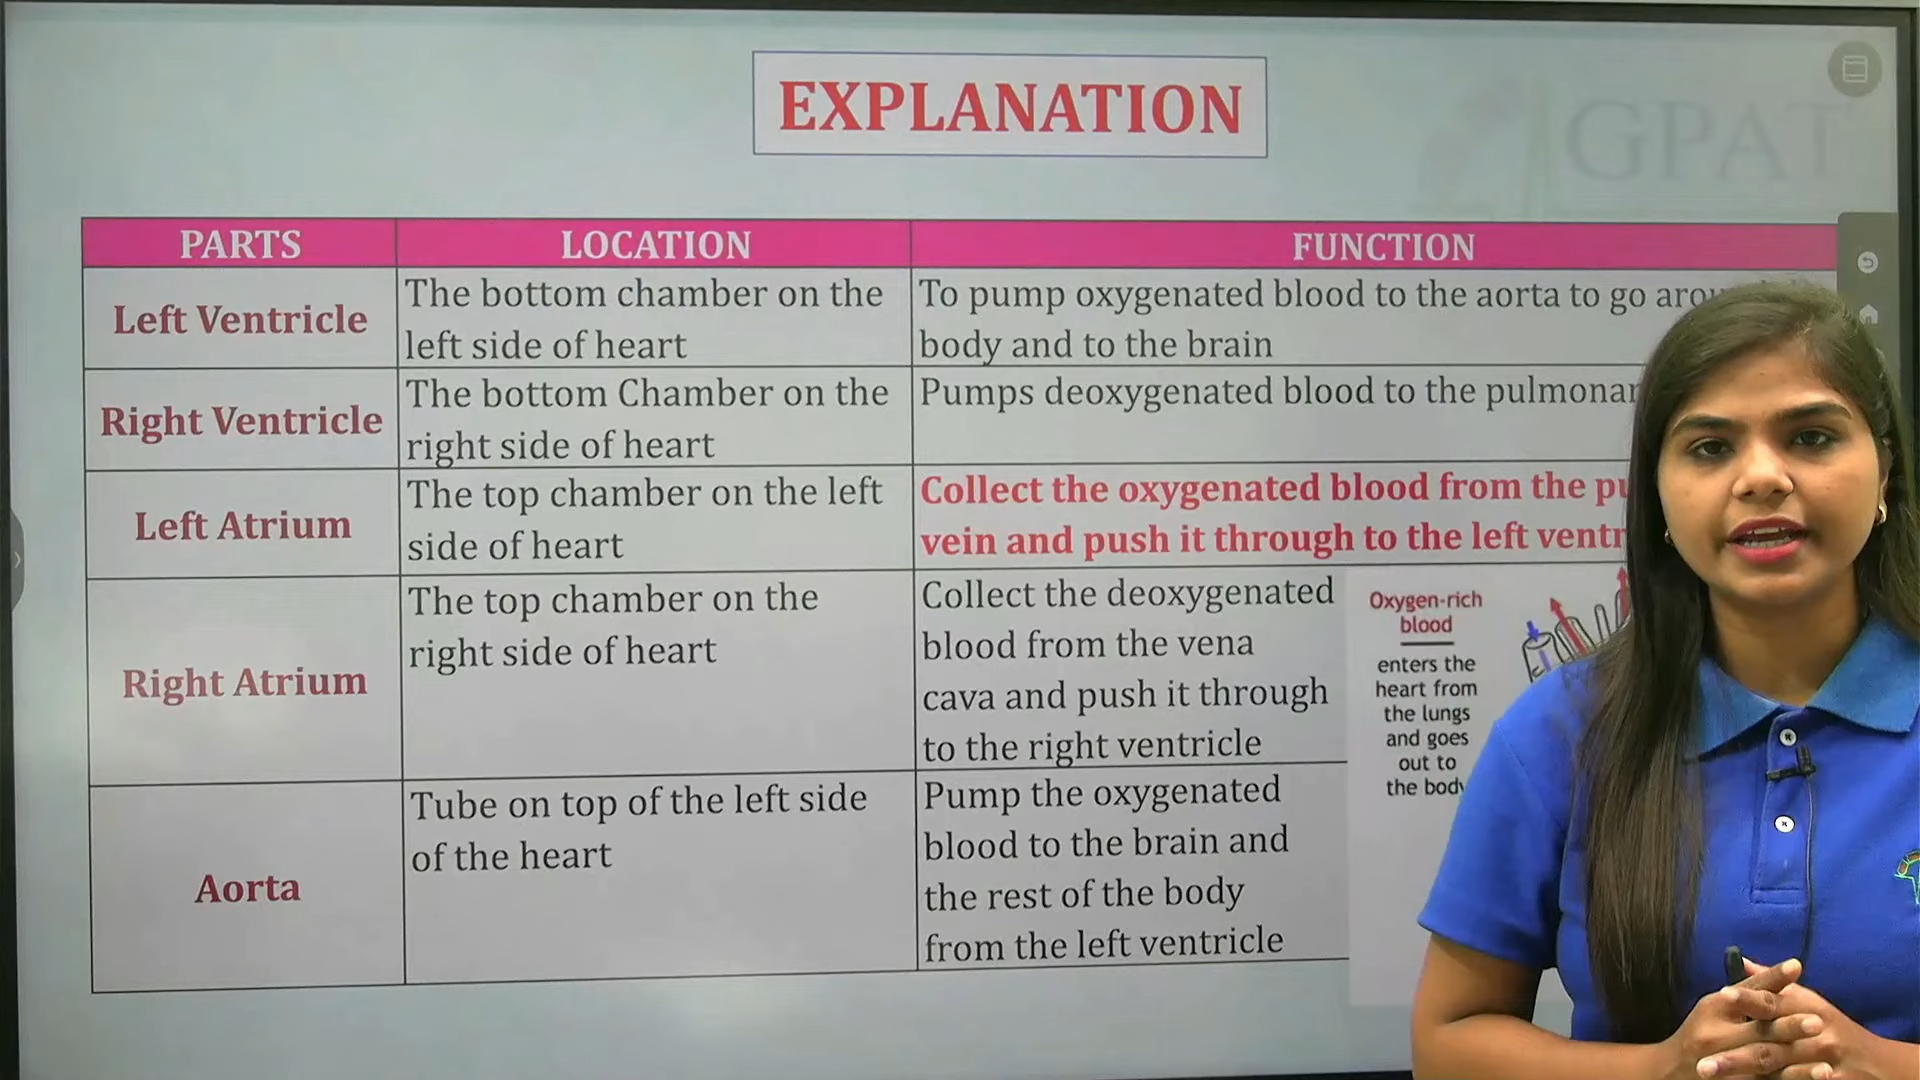 EXPLANATION
GPAT
PARTS
LOCATION
FUNCTION
Left Ventricle
The bottom chamber on the
left side of heart
To pump oxygenated blood to the aorta to go
body and to the brain
Right Ventricle
The bottom Chamber on the
right side of heart
Pumps deoxygenated blood to the
Left Atrium
The top chamber on the left
side of heart
Collect the oxygenated blood from the
vein and push it through to the left
Right Atrium
The top chamber on the
right side of heart
Collect the deoxygenated
blood from the vena
cava and push it through
to the right ventricle
Oxygen-rich
blood
enters the
heart from
the lungs
and goes
out to
the body
Aorta
Tube on top of the left side
of the heart
Pump the oxygenated
blood to the brain and
the rest of the body
from the left ventricle